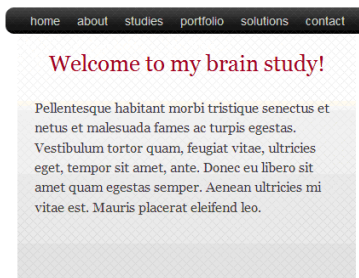 home about studies portfolio solutions contact
Welcome to my brain study!
Pellentesque habitant morbi tristique senectus et
netus et malesuada fames ac turpis egestas.
Vestibulum tortor quam, feugiat vitae, ultricies
eget, tempor sit amet, ante. Donec eu libero sit
amet quam egestas semper. Aenean ultricies mi
vitae est. Mauris placerat eleifend leo.